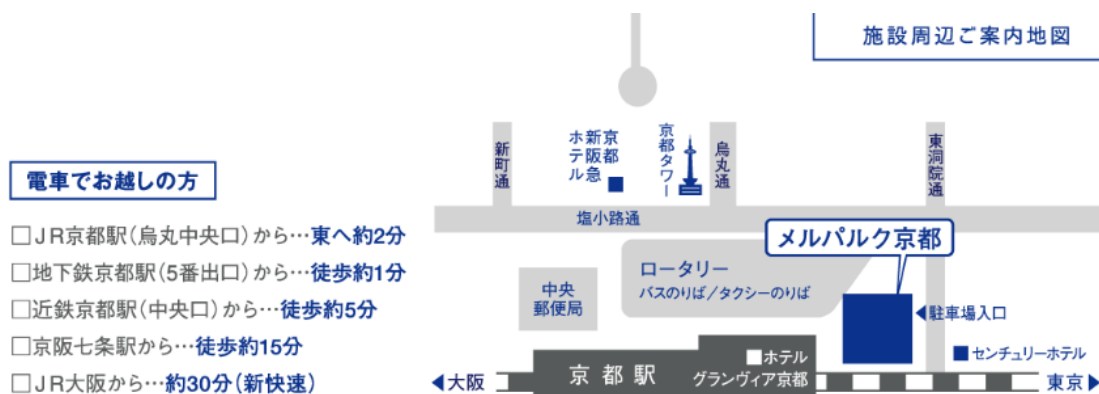 施設周辺ご案内地図
電車でお越しの方
□JR京都駅(烏丸中央口)から…東へ約2分
□地下鉄京都駅(5番出口)から…徒歩約1分
□近鉄京都駅(中央口)から…徒歩約5分
□京阪七条駅から…徒歩約15分
□JR大阪から…約30分(新快速)
新町通
京都
新阪急
ホテル
京都タワー
烏丸通
東洞院通
塩小路通
メルパルク京都
ロータリー
バスのりば/タクシーのりば
中央
郵便局
◀駐車場入口
■センチュリーホテル
京都駅
□ホテル
グランヴィア京都
◀大阪
東京▶